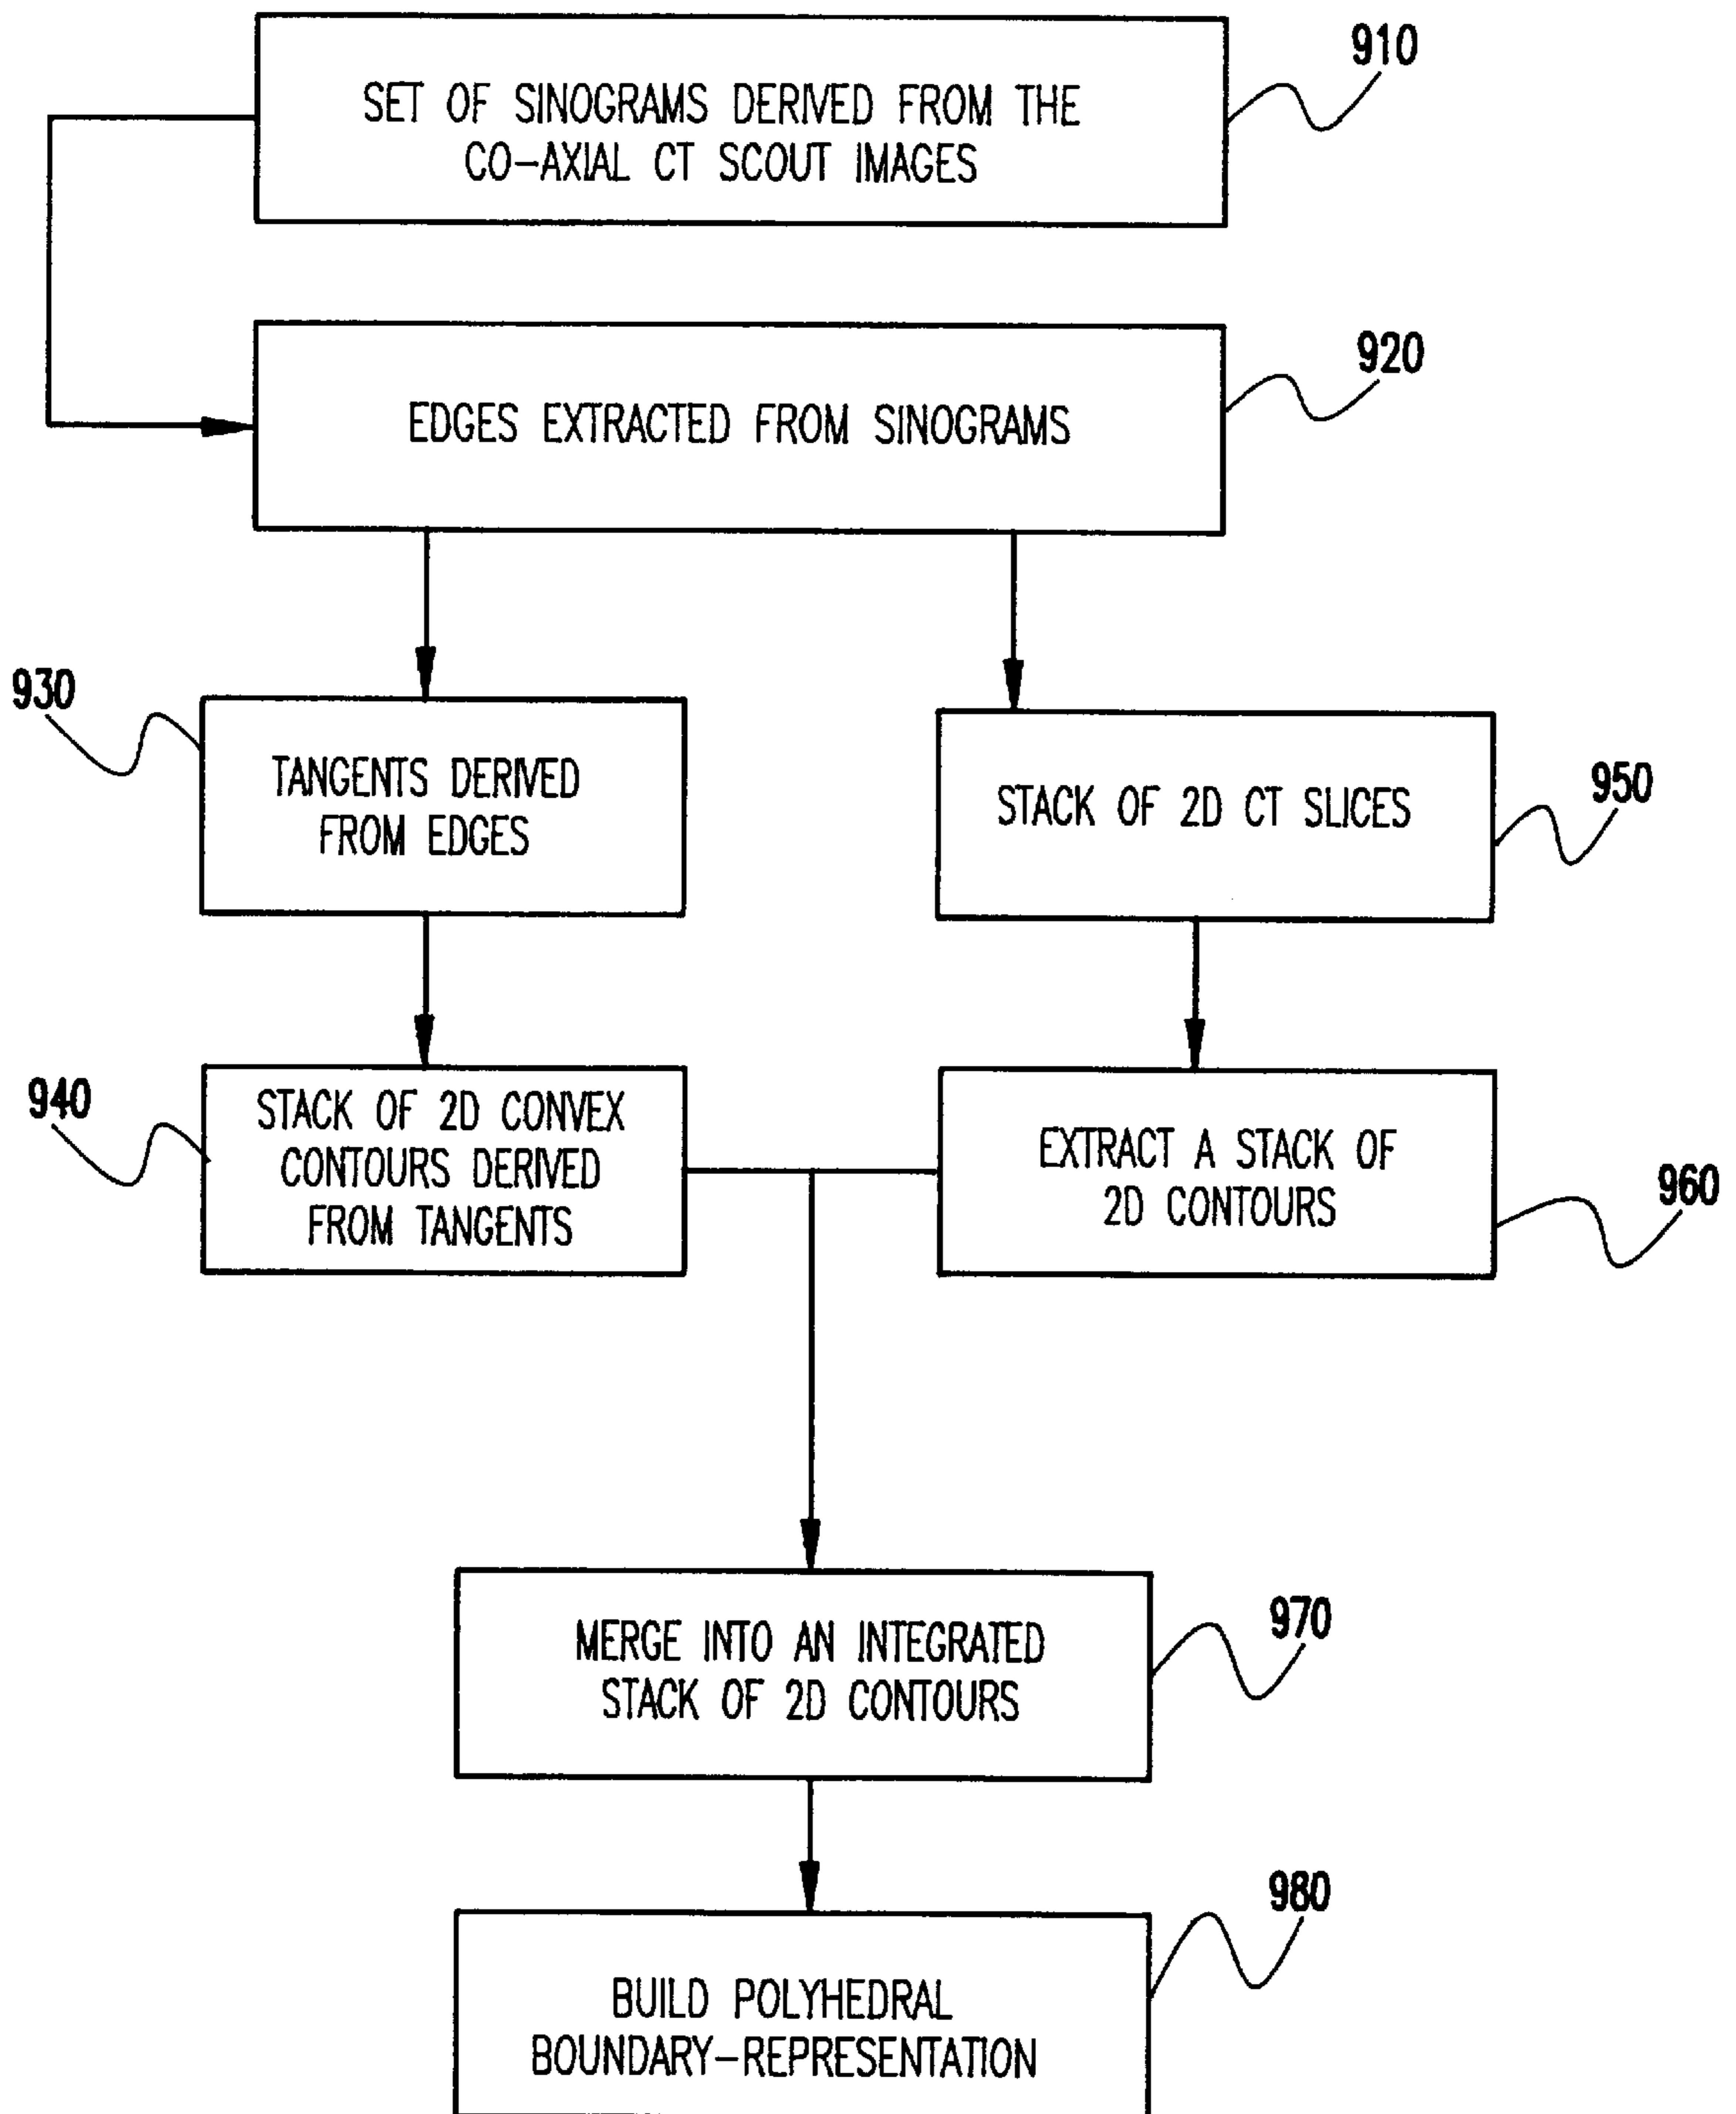 910
SET OF SINOGRAMS DERIVED FROM THE
CO-AXIAL CT SCOUT IMAGES
920
EDGES EXTRACTED FROM SINOGRAMS
930
TANGENTS DERIVED
FROM EDGES
950
STACK OF 2D CT SLICES
940
STACK OF 2D CONVEX
CONTOURS DERIVED
FROM TANGENTS
EXTRACT A STACK OF
2D CONTOURS
960
970
MERGE INTO AN INTEGRATED
STACK OF 2D CONTOURS
980
BUILD POLYHEDRAL
BOUNDARY-REPRESENTATION